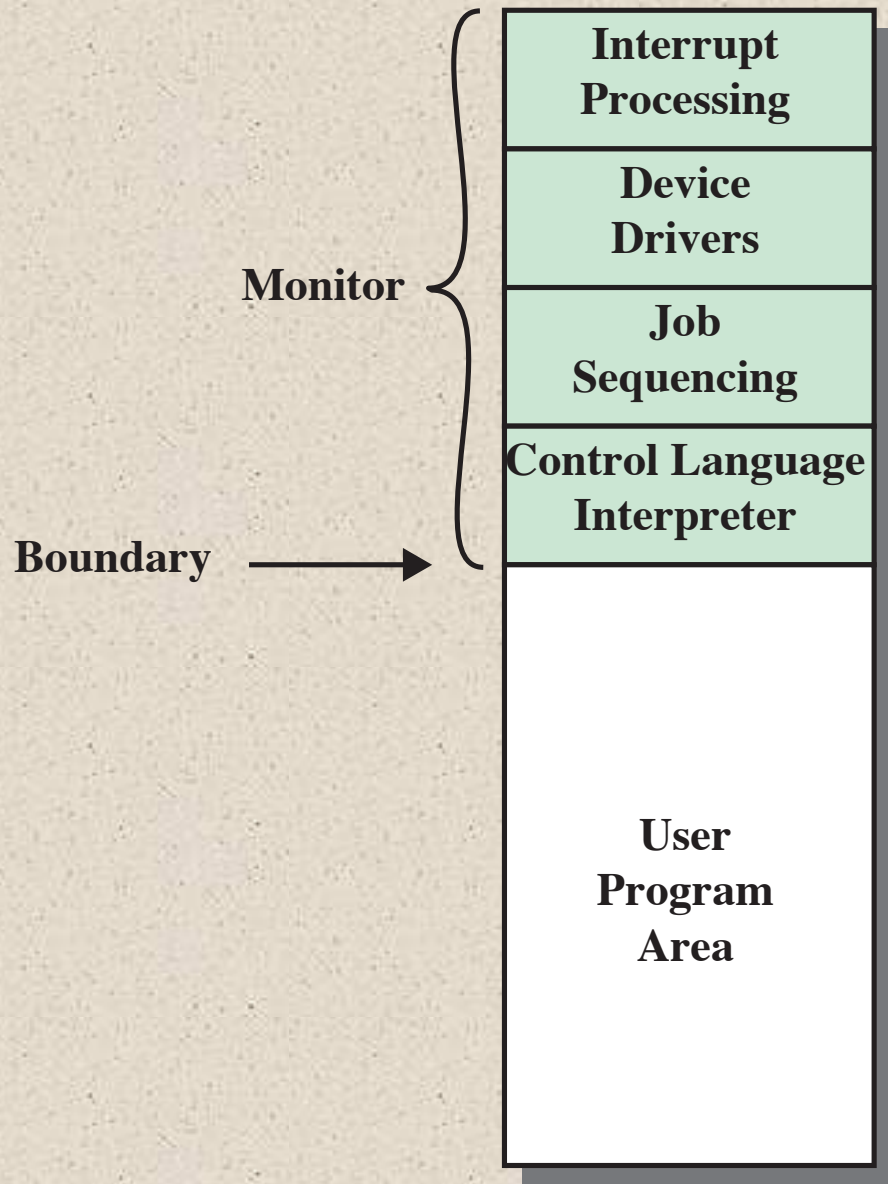 Interrupt
Processing
Device
Drivers
Monitor
Job
Sequencing
Control Language
Interpreter
Boundary
User
Program
Area